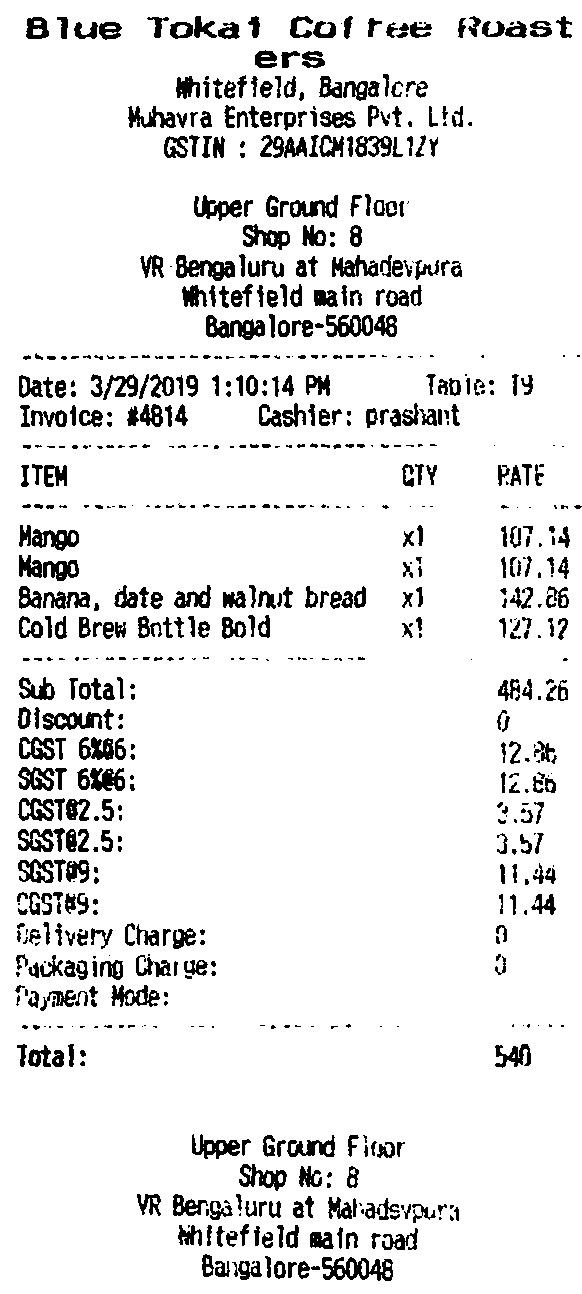 Blue Tokai Coffee Roast
ers
Whitefield, Bangalore
Muhavra Enterprises Pvt. Ltd.
GSTIN : 29AAICM1839L1ZY
Upper Ground Floor
Shop No: 8
VR Bengaluru at Mahadevpura
Whitefield main road
Bangalore-560048
Date: 3/29/2019 1:10:14 PM Table: T9
Invoice: #4814 Cashier: prashant
ITEM QTY RATE
Mango x1 107.14
Mango x1 107.14
Banana, date and walnut bread x1 142.86
Cold Brew Bottle Bold x1 127.12
Sub Total: 484.26
Discount: 0
CGST 6%@6: 12.86
SGST 6%@6: 12.86
CGST@2.5: 3.57
SGST@2.5: 3.57
SGST@9: 11.44
CGST@9: 11.44
Delivery Charge: 0
Packaging Charge: 0
Payment Mode:
Total: 540
Upper Ground Floor
Shop No: 8
VR Bengaluru at Mahadevpura
Whitefield main road
Bangalore-560048